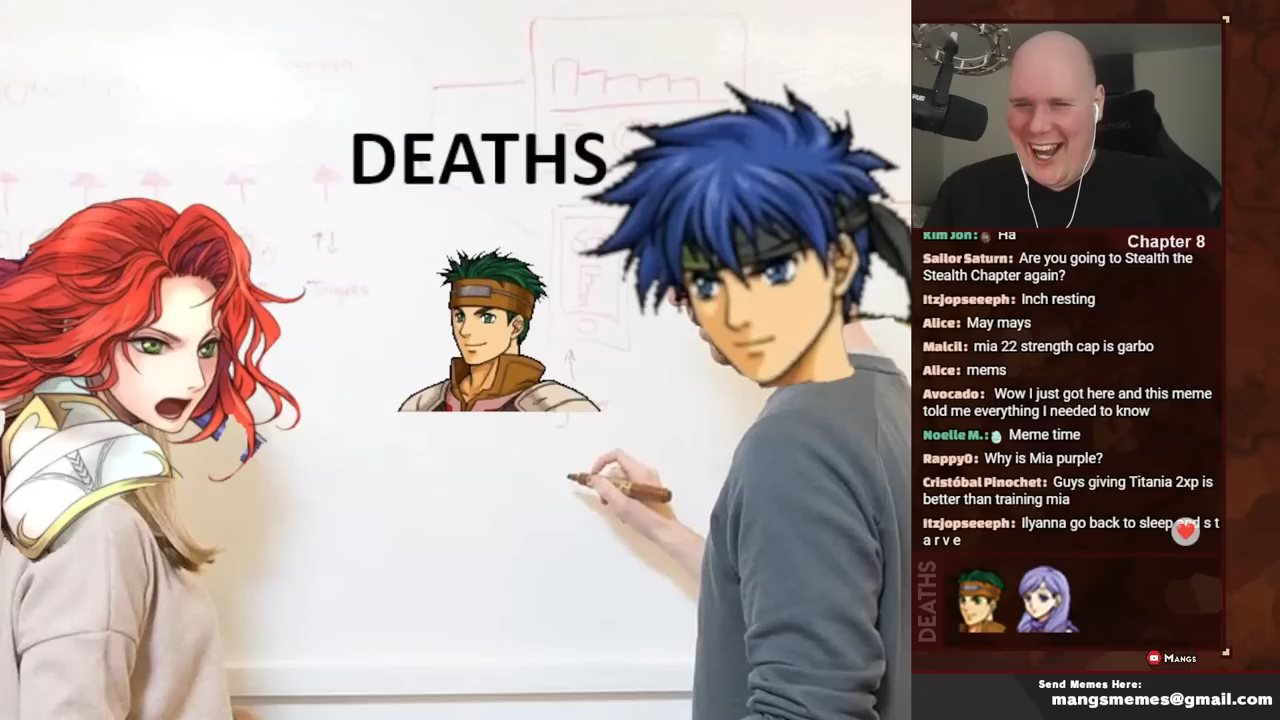 DEATHS
Kim Jon: Ha
Chapter 8
Sailor Saturn: Are you going to Stealth the
Stealth Chapter again?
Itzjopseeeph: Inch resting
Alice: May mays
Malcil: mia 22 strength cap is garbo
Alice: mems
Avocado: Wow I just got here and this meme
told me everything I needed to know
Noelle M.: Meme time
RappyO: Why is Mia purple?
Cristóbal Pinochet: Guys giving Titania 2xp is
better than training mia
Itzjopseeeph: Ilyanna go back to sleep and s t
a r v e
DEATHS
MANGS
Send Memes Here:
mangsmemes@gmail.com